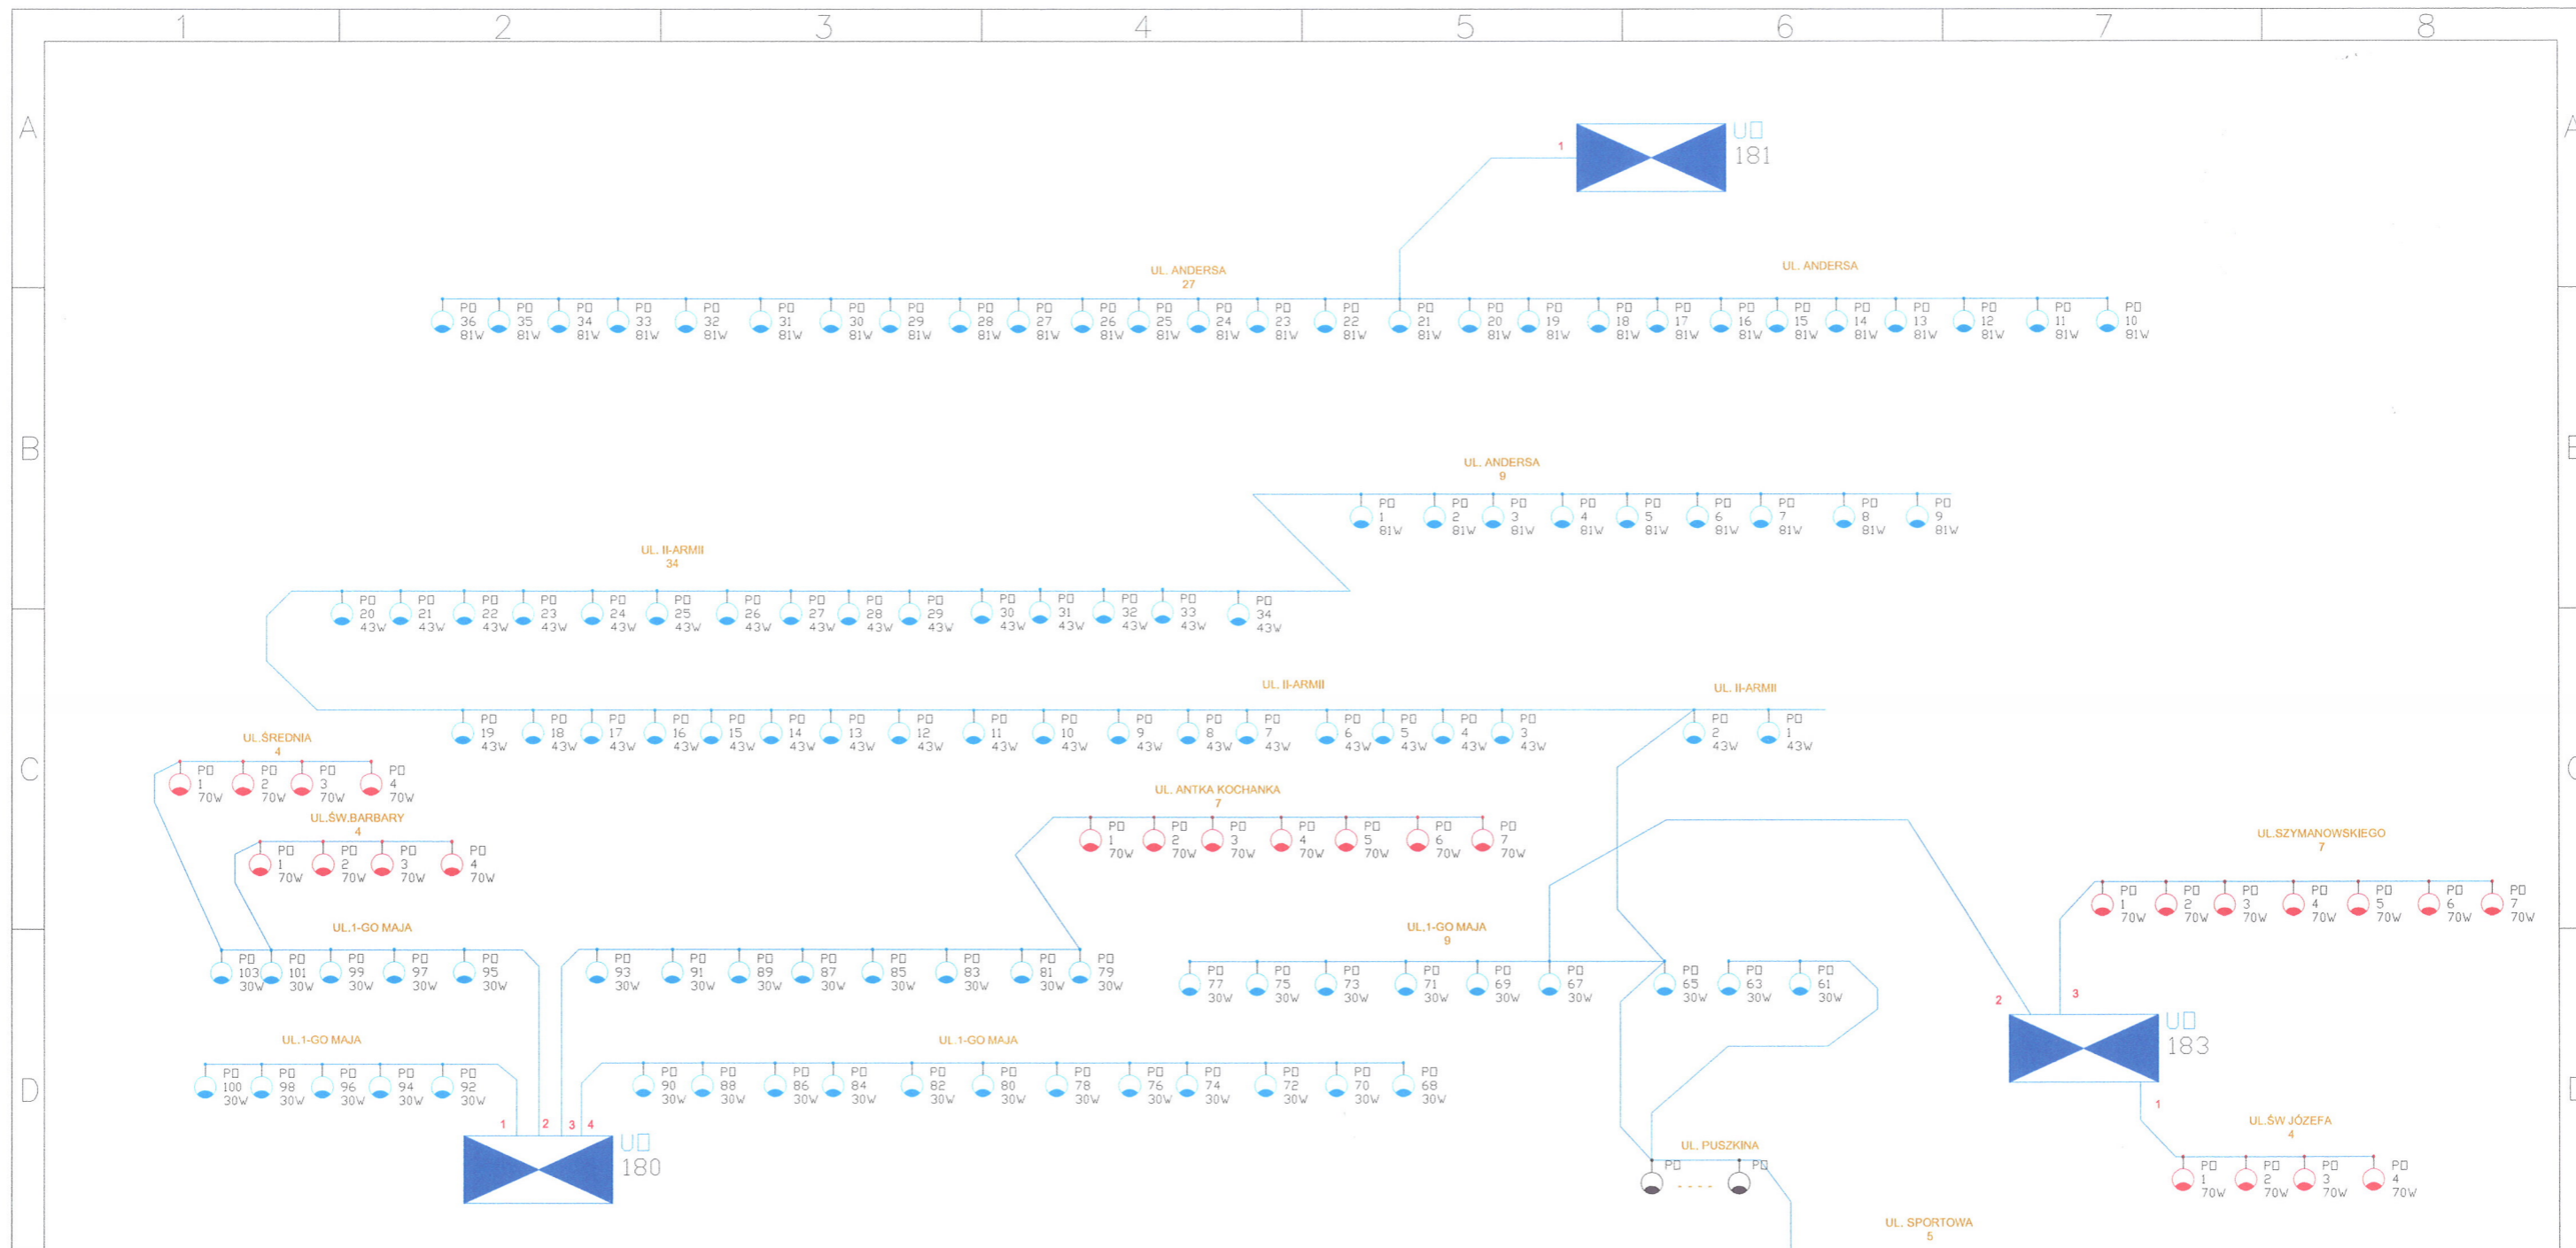 1 2 3 4 5 6 7 8
A A
UO
181
1
UL. ANDERSA
27
UL. ANDERSA
PO PO PO PO PO PO PO PO PO PO PO PO PO PO PO PO PO PO PO PO PO PO PO PO PO PO PO
36 35 34 33 32 31 30 29 28 27 26 25 24 23 22 21 20 19 18 17 16 15 14 13 12 11 10
81W 81W 81W 81W 81W 81W 81W 81W 81W 81W 81W 81W 81W 81W 81W 81W 81W 81W 81W 81W 81W 81W 81W 81W 81W 81W 81W
B
UL. ANDERSA
9
PO PO PO PO PO PO PO PO PO
1 2 3 4 5 6 7 8 9
81W 81W 81W 81W 81W 81W 81W 81W 81W
UL. II-ARMII
34
PO PO PO PO PO PO PO PO PO PO PO PO PO PO PO
20 21 22 23 24 25 26 27 28 29 30 31 32 33 34
43W 43W 43W 43W 43W 43W 43W 43W 43W 43W 43W 43W 43W 43W 43W
UL. II-ARMII
UL. II-ARMII
PO PO PO PO PO PO PO PO PO PO PO PO PO PO PO PO PO PO PO
19 18 17 16 15 14 13 12 11 10 9 8 7 6 5 4 3 2 1
43W 43W 43W 43W 43W 43W 43W 43W 43W 43W 43W 43W 43W 43W 43W 43W 43W 43W 43W
C
UL.ŚREDNIA
4
PO PO PO PO
1 2 3 4
70W 70W 70W 70W
UL.ŚW.BARBARY
4
PO PO PO PO
1 2 3 4
70W 70W 70W 70W
UL. ANTKA KOCHANKA
7
PO PO PO PO PO PO PO
1 2 3 4 5 6 7
70W 70W 70W 70W 70W 70W 70W
UL.SZYMANOWSKIEGO
7
PO PO PO PO PO PO PO
1 2 3 4 5 6 7
70W 70W 70W 70W 70W 70W 70W
UL.1-GO MAJA
PO PO PO PO PO
103 101 99 97 95
30W 30W 30W 30W 30W
PO PO PO PO PO PO PO PO
93 91 89 87 85 83 81 79
30W 30W 30W 30W 30W 30W 30W 30W
UL.1-GO MAJA
9
PO PO PO PO PO PO PO PO PO
77 75 73 71 69 67 65 63 61
30W 30W 30W 30W 30W 30W 30W 30W 30W
2 3
UO
183
1
D
UL.1-GO MAJA
PO PO PO PO PO
100 98 96 94 92
30W 30W 30W 30W 30W
UL.1-GO MAJA
PO PO PO PO PO PO PO PO PO PO PO PO
90 88 86 84 82 80 78 76 74 72 70 68
30W 30W 30W 30W 30W 30W 30W 30W 30W 30W 30W 30W
1 2 3 4
UO
180
UL. PUSZKINA
PO PO
UL.ŚW JÓZEFA
4
PO PO PO PO
1 2 3 4
70W 70W 70W 70W
UL. SPORTOWA
5